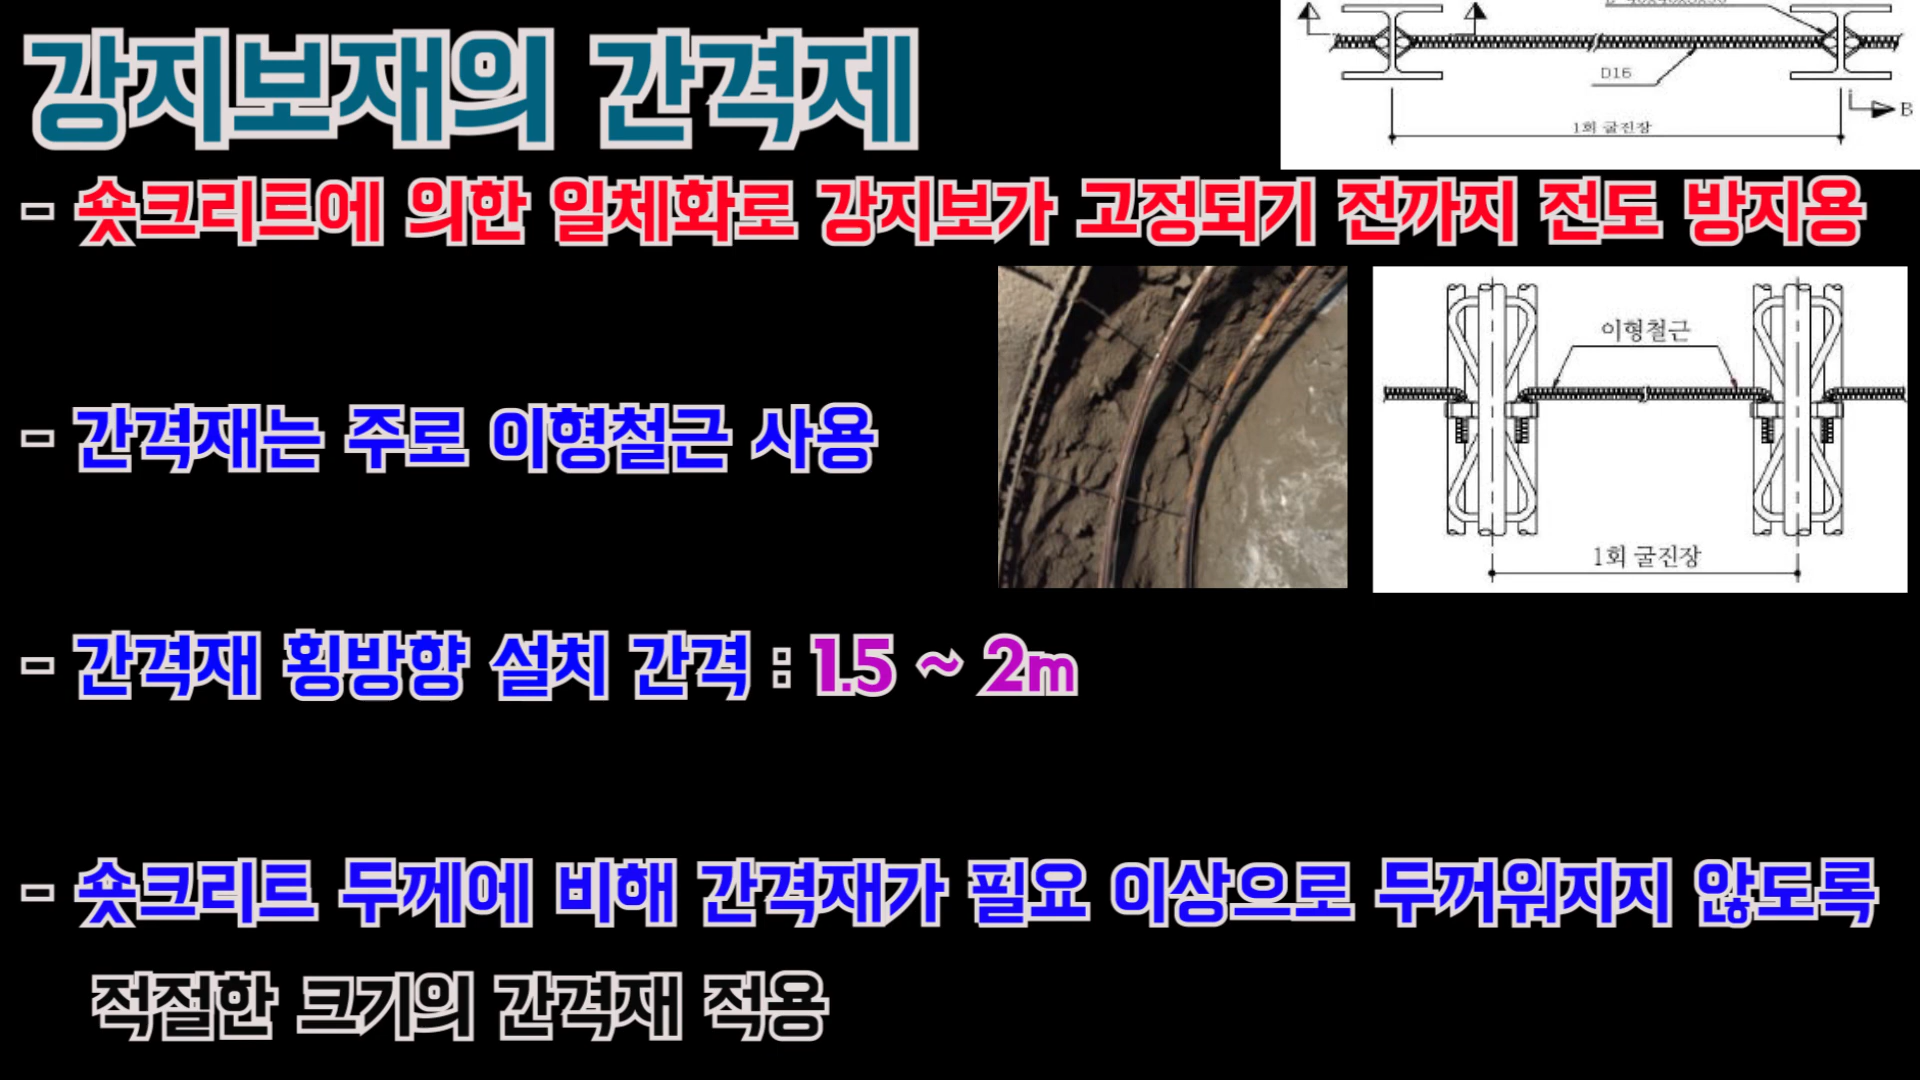 강지보재의 간격제
D16
B
1회 굴진장
- 숏크리트에 의한 일체화로 강지보가 고정되기 전까지 전도 방지용
이형철근
1회 굴진장
- 간격재는 주로 이형철근 사용
- 간격재 횡방향 설치 간격 : 1.5 ~ 2m
- 숏크리트 두께에 비해 간격재가 필요 이상으로 두꺼워지지 않도록
적절한 크기의 간격재 적용